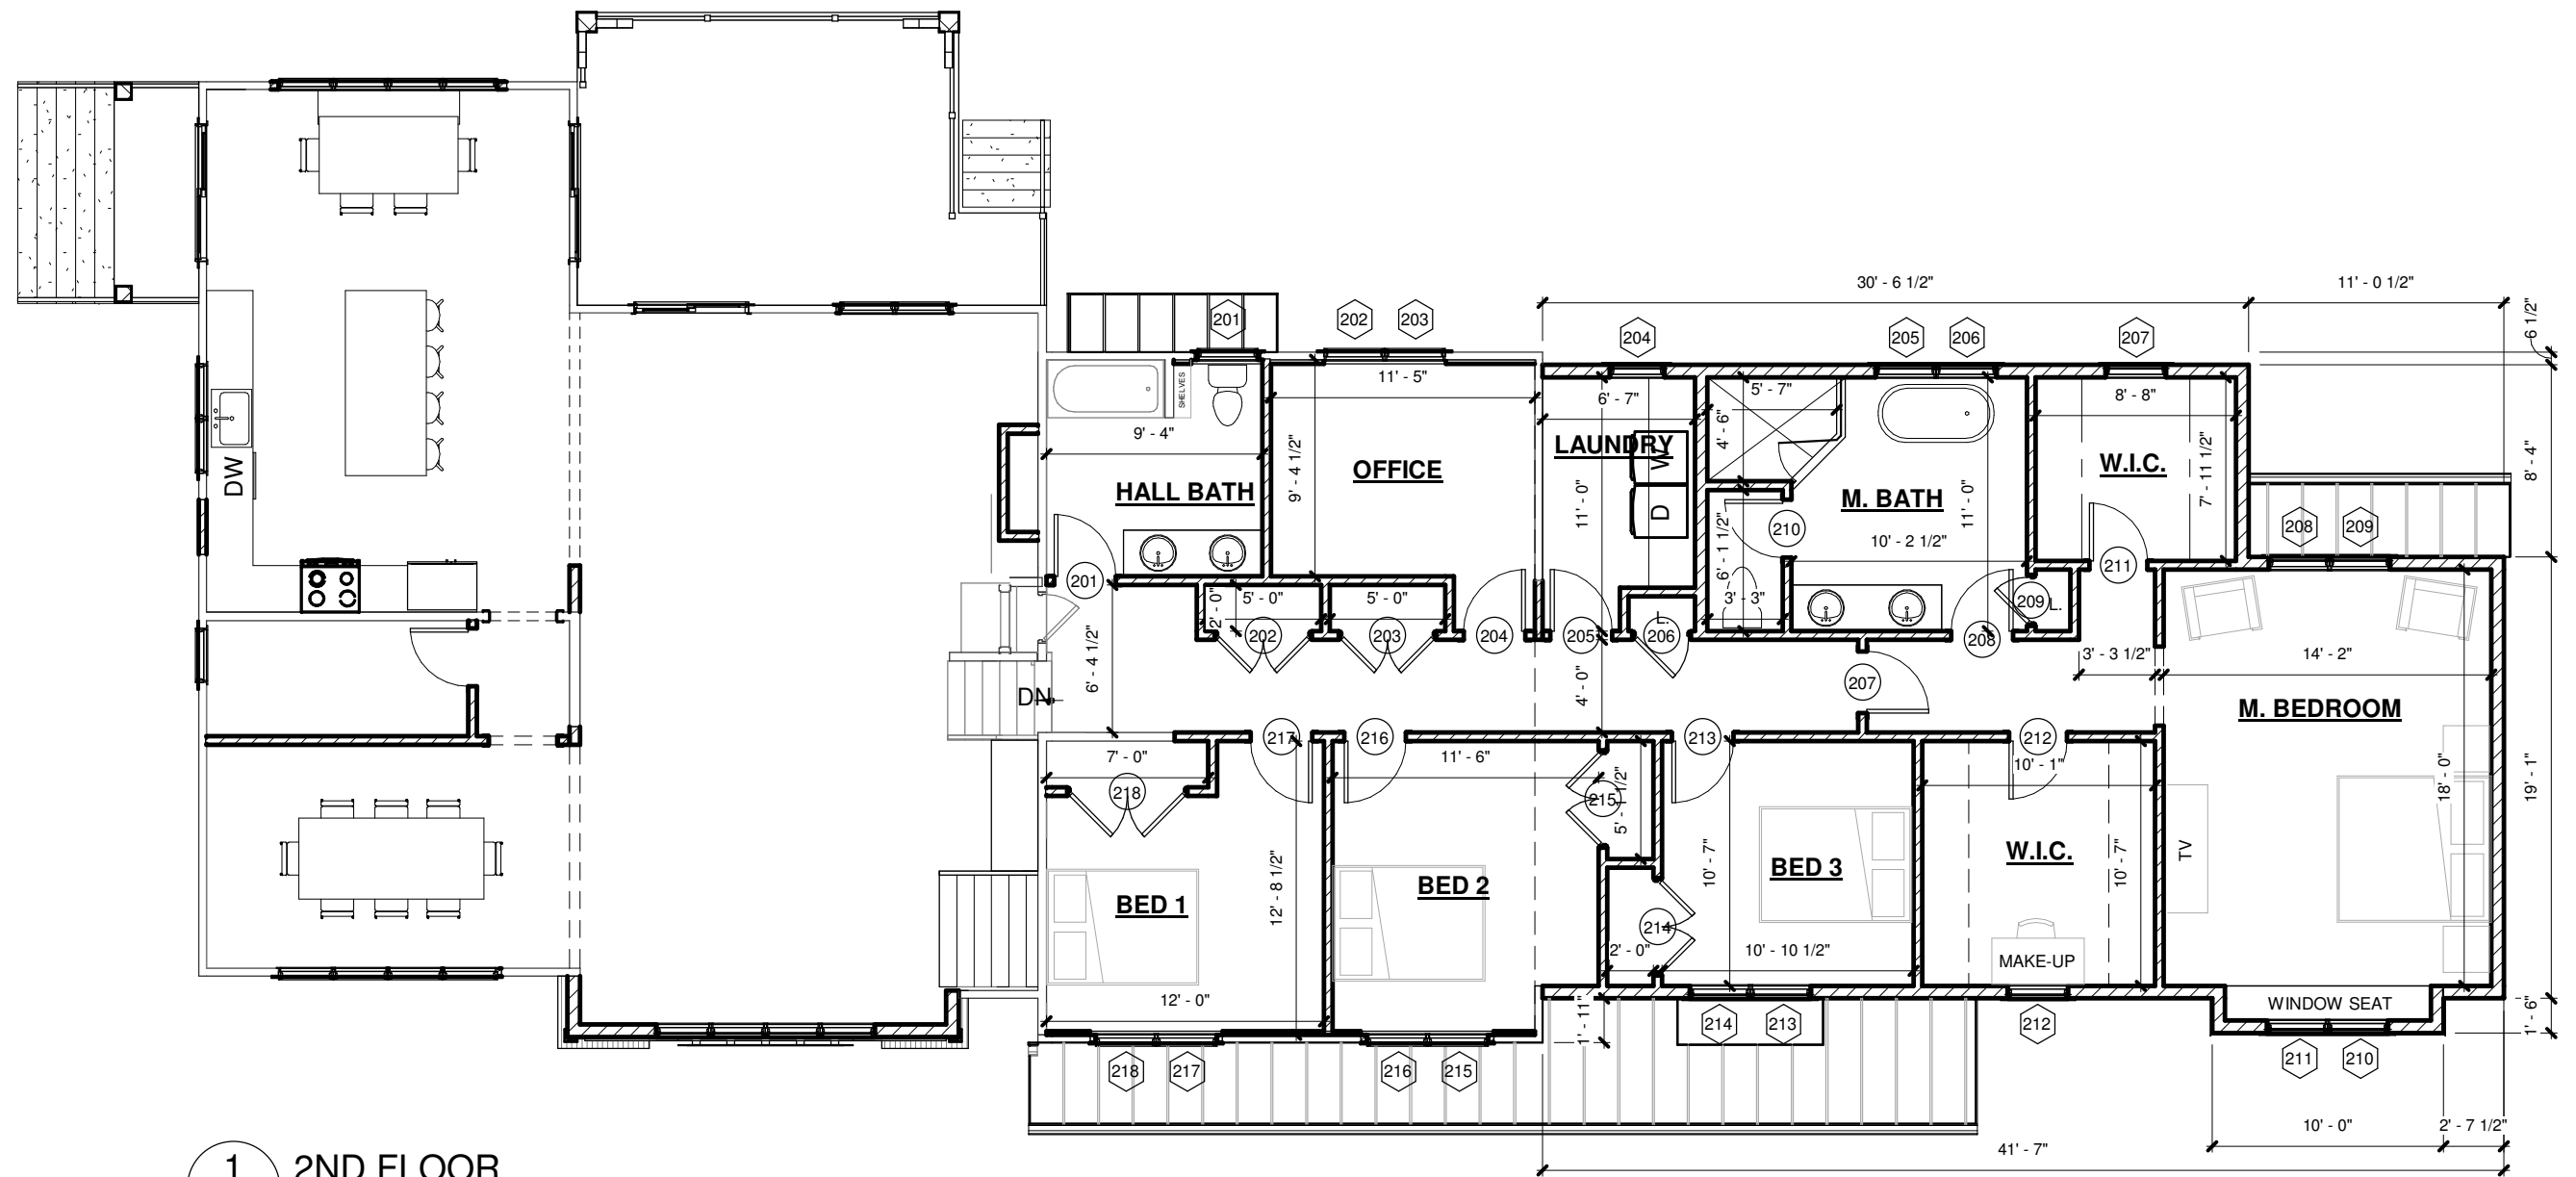 30' - 6 1/2"
11' - 0 1/2"
6 1/2"
201
202
203
204
205
206
207
SHELVES
11' - 5"
6' - 7"
5' - 7"
8' - 8"
9' - 4"
4' - 6"
LAUNDRY
W
W.I.C.
7' - 11 1/2"
8' - 4"
DW
HALL BATH
OFFICE
9' - 4 1/2"
11' - 0"
D
M. BATH
11' - 0"
10' - 2 1/2"
210
208
209
6' - 1 1/2"
211
201
2' - 0"
5' - 0"
5' - 0"
3' - 3"
209
L.
L.
202
203
204
205
206
208
6' - 4 1/2"
4' - 0"
3' - 3 1/2"
14' - 2"
207
DN
M. BEDROOM
217
216
213
212
7' - 0"
11' - 6"
10' - 1"
218
215
5' - 1 1/2"
18' - 0"
19' - 1"
TV
12' - 8 1/2"
BED 1
BED 2
10' - 7"
BED 3
W.I.C.
10' - 7"
214
2' - 0"
10' - 10 1/2"
MAKE-UP
12' - 0"
1' - 11"
WINDOW SEAT
1' - 6"
214
213
212
218
217
216
215
211
210
10' - 0"
2' - 7 1/2"
41' - 7"
1
2ND FLOOR